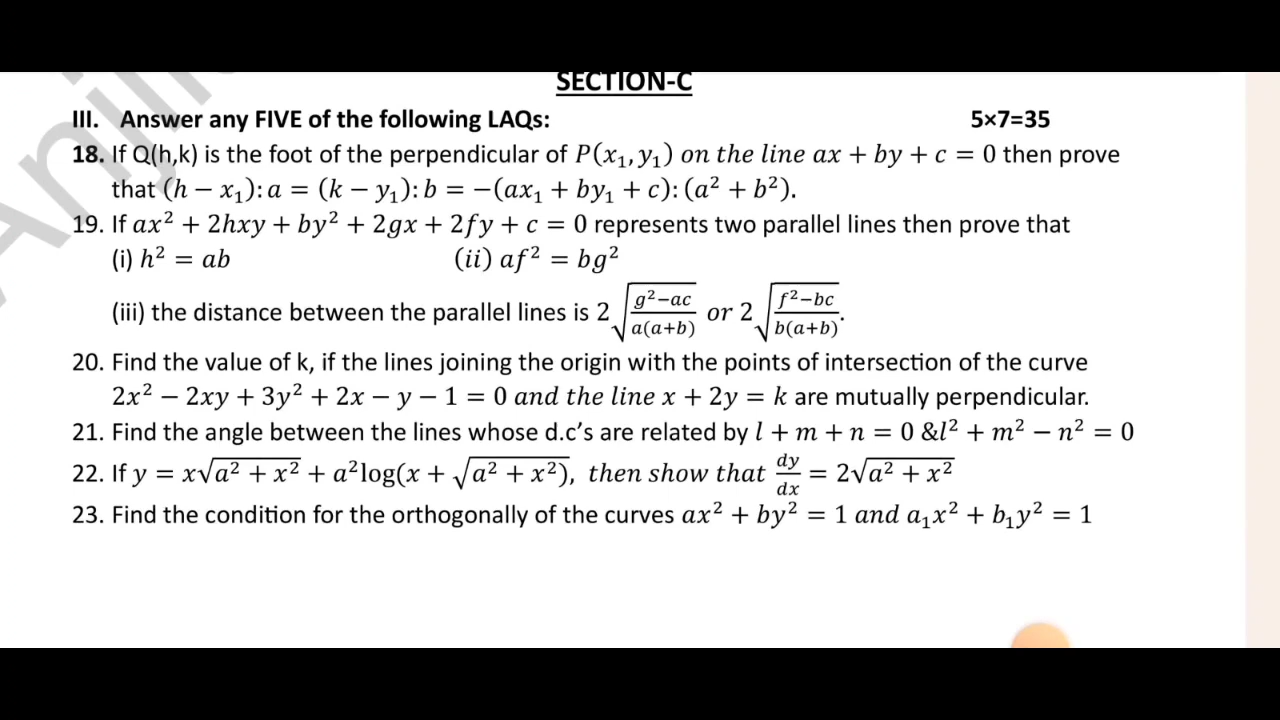 SECTION-C
III. Answer any FIVE of the following LAQs: 5×7=35
18. If Q(h,k) is the foot of the perpendicular of P(x₁, y₁) on the line ax + by + c = 0 then prove
that (h − x₁): a = (k − y₁): b = −(ax₁ + by₁ + c): (a² + b²).
19. If ax² + 2hxy + by² + 2gx + 2fy + c = 0 represents two parallel lines then prove that
(i) h² = ab (ii) af² = bg²
(iii) the distance between the parallel lines is 2√((g²−ac)/(a(a+b))) or 2√((f²−bc)/(b(a+b))).
20. Find the value of k, if the lines joining the origin with the points of intersection of the curve
2x² − 2xy + 3y² + 2x − y − 1 = 0 and the line x + 2y = k are mutually perpendicular.
21. Find the angle between the lines whose d.c’s are related by l + m + n = 0 &l² + m² − n² = 0
22. If y = x√(a² + x²) + a²log(x + √(a² + x²)), then show that dy/dx = 2√(a² + x²)
23. Find the condition for the orthogonally of the curves ax² + by² = 1 and a₁x² + b₁y² = 1